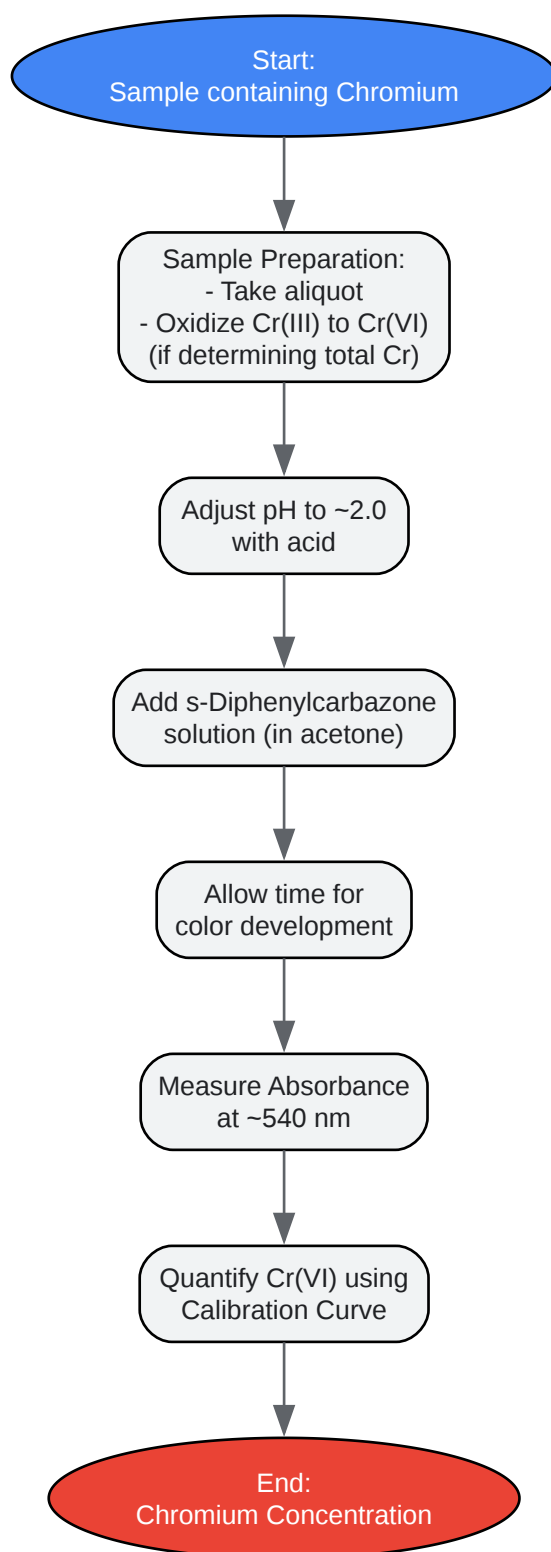 Start:
Sample containing Chromium
Sample Preparation:
- Take aliquot
- Oxidize Cr(III) to Cr(VI)
(if determining total Cr)
Adjust pH to ~2.0
with acid
Add s-Diphenylcarbazone
solution (in acetone)
Allow time for
color development
Measure Absorbance
at ~540 nm
Quantify Cr(VI) using
Calibration Curve
End:
Chromium Concentration